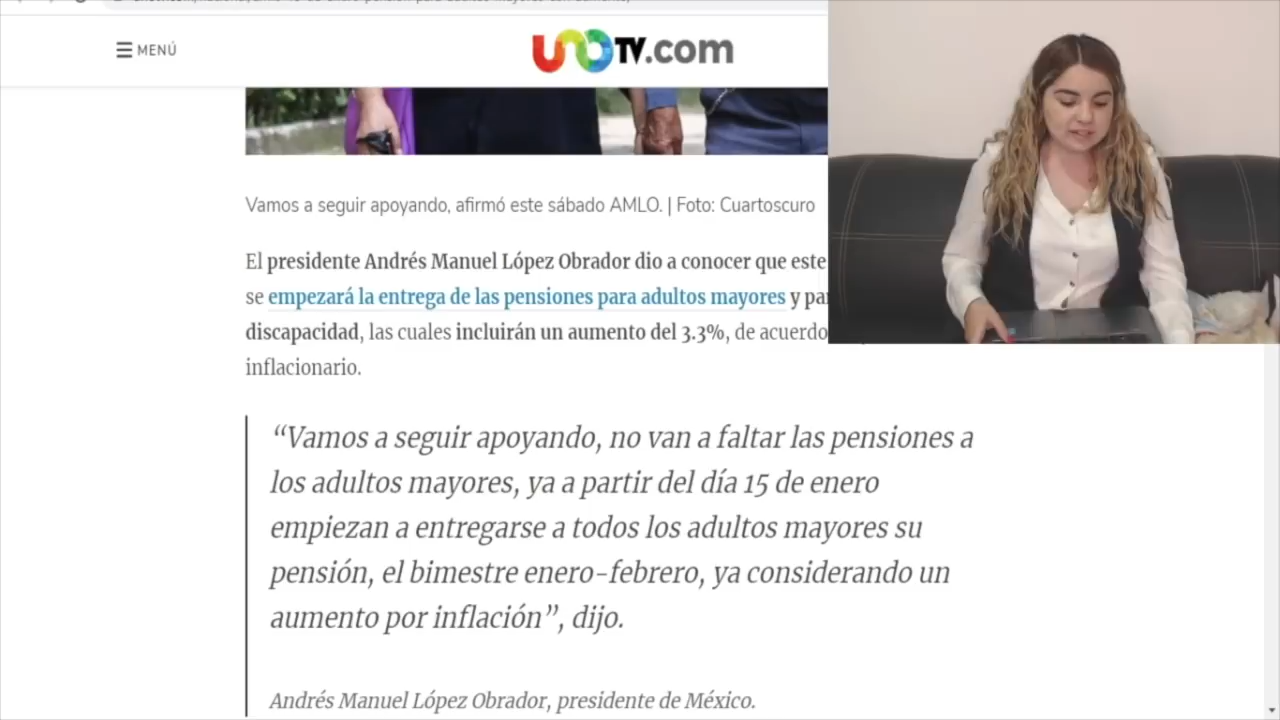 MENÚ
unoTV.com
Vamos a seguir apoyando, afirmó este sábado AMLO. | Foto: Cuartoscuro
El presidente Andrés Manuel López Obrador dio a conocer que este
se empezará la entrega de las pensiones para adultos mayores y
discapacidad, las cuales incluirán un aumento del 3.3%, de acuerdo
inflacionario.
“Vamos a seguir apoyando, no van a faltar las pensiones a
los adultos mayores, ya a partir del día 15 de enero
empiezan a entregarse a todos los adultos mayores su
pensión, el bimestre enero-febrero, ya considerando un
aumento por inflación”, dijo.
Andrés Manuel López Obrador, presidente de México.